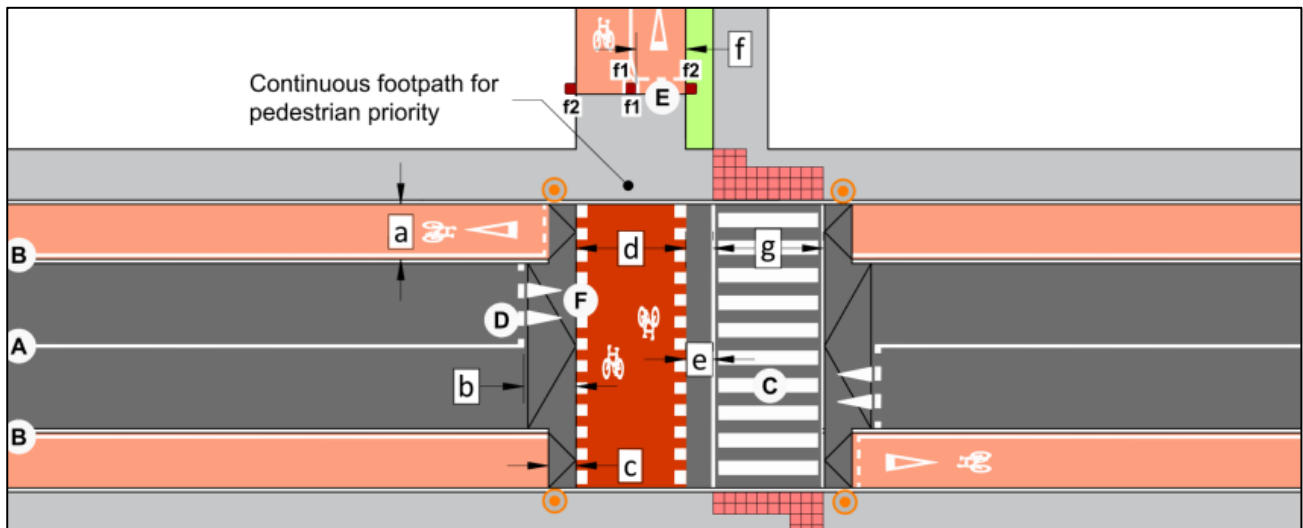 f1
f2
f
E
f2
f1
Continuous footpath for
pedestrian priority
a
d
g
B
F
D
A
e
b
C
B
c